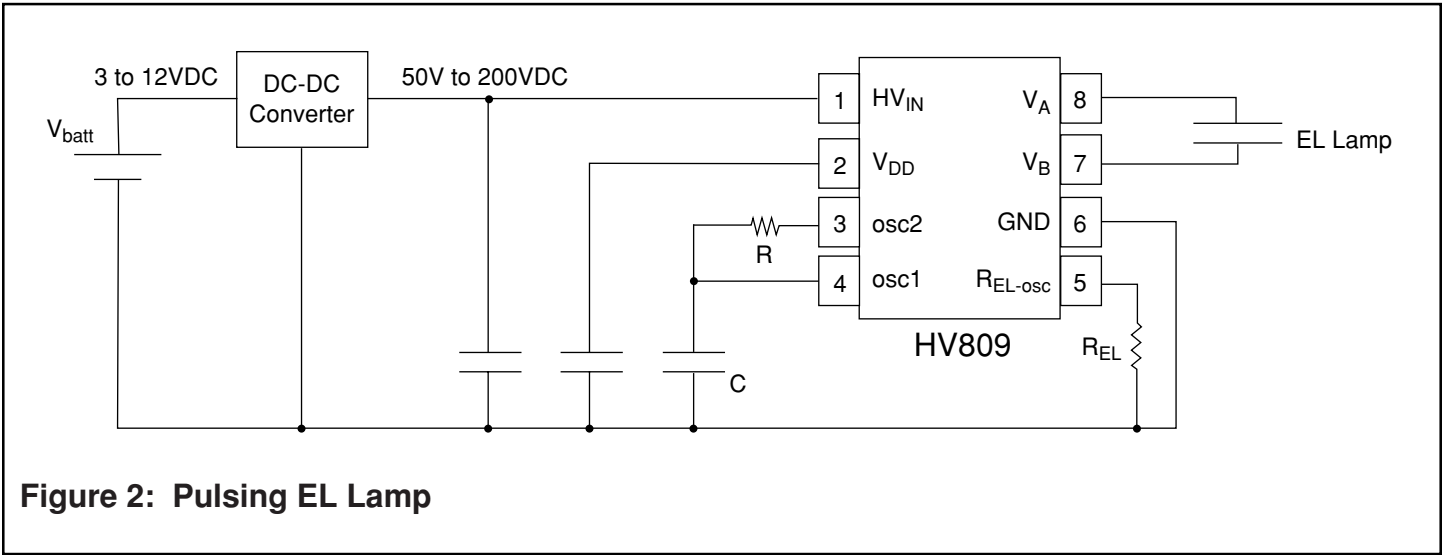 3 to 12VDC
DC-DC
Converter
50V to 200VDC
V_batt
1
HV_IN
V_A
8
2
V_DD
V_B
7
EL Lamp
3
osc2
GND
6
R
4
osc1
R_EL-osc
5
HV809
R_EL
C
Figure 2: Pulsing EL Lamp